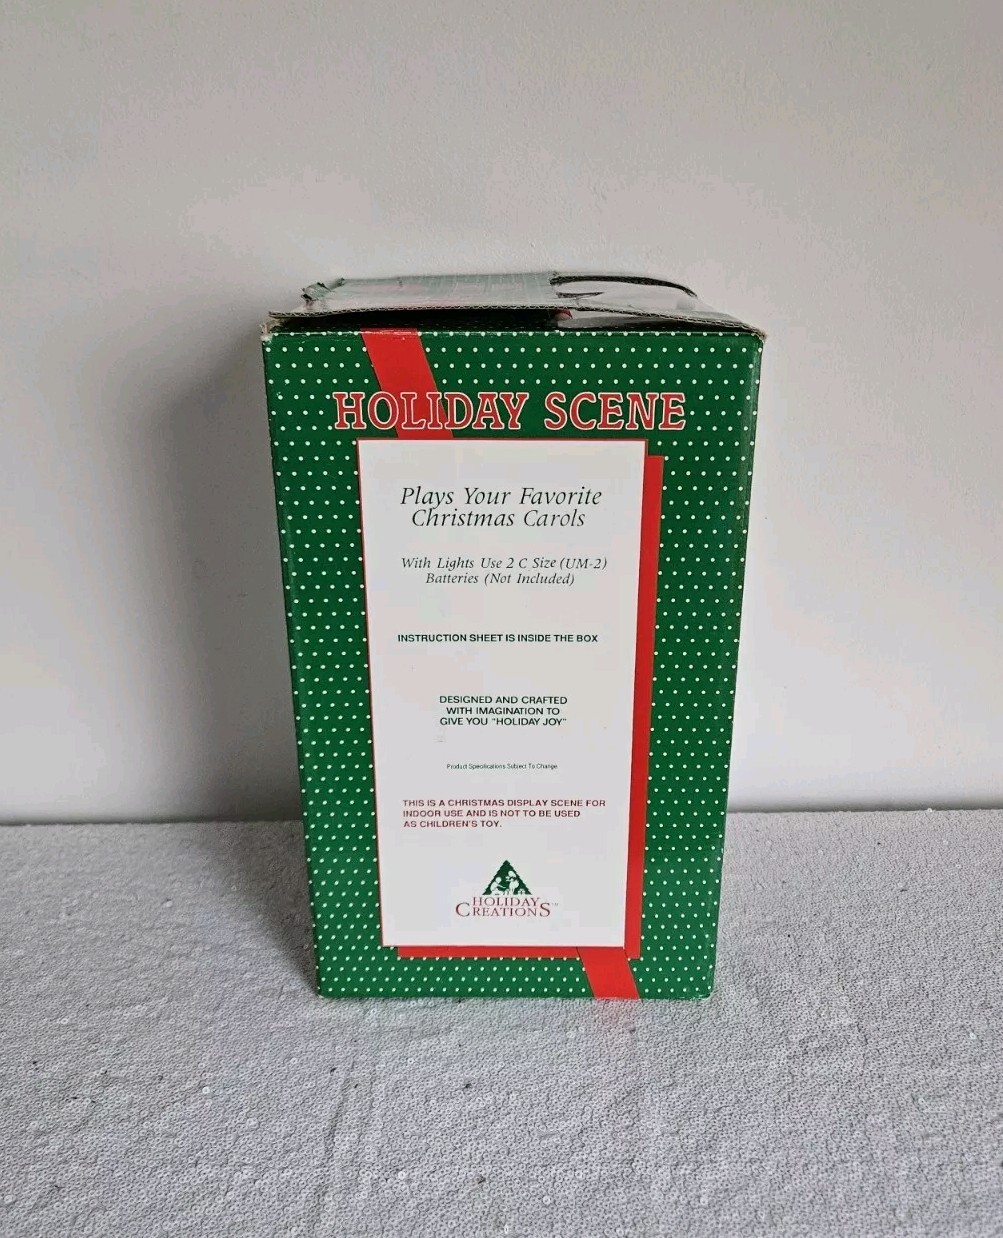 HOLIDAY SCENE
Plays Your Favorite
Christmas Carols
With Lights Use 2 C Size (UM-2)
Batteries (Not Included)
INSTRUCTION SHEET IS INSIDE THE BOX
DESIGNED AND CRAFTED
WITH IMAGINATION TO
GIVE YOU "HOLIDAY JOY"
Product Specifications Subject To Change
THIS IS A CHRISTMAS DISPLAY SCENE FOR
INDOOR USE AND IS NOT TO BE USED
AS CHILDREN'S TOY.
HOLIDAY
CREATIONS™